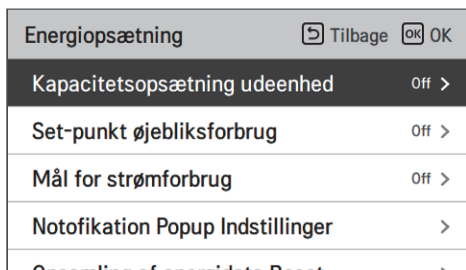 Energiopsætning Tilbage OK OK
Kapacitetsopsætning udeenhed Off >
Set-punkt øjebliksforbrug Off >
Mål for strømforbrug Off >
Notofikation Popup Indstillinger >